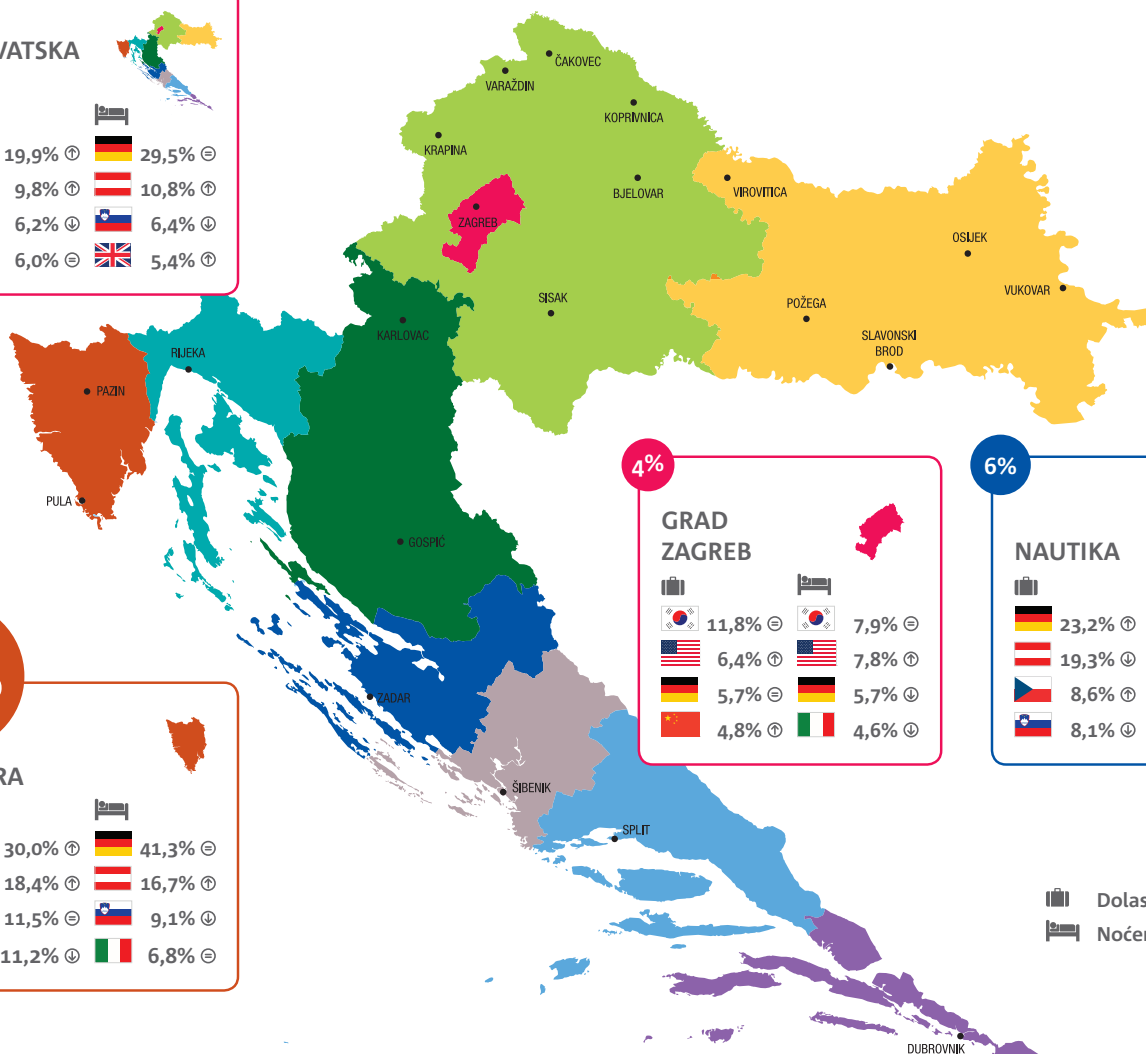 VATSKA
19,9% 29,5%
9,8% 10,8%
6,2% 6,4%
6,0% 5,4%
ČAKOVEC
VARAŽDIN
KOPRIVNICA
KRAPINA
BJELOVAR
VIROVITICA
ZAGREB
OSIJEK
VUKOVAR
SISAK
POŽEGA
SLAVONSKI
BROD
KARLOVAC
RIJEKA
PAZIN
PULA
GOSPIĆ
ZADAR
ŠIBENIK
SPLIT
DUBROVNIK
4%
GRAD
ZAGREB
11,8% 7,9%
6,4% 7,8%
5,7% 5,7%
4,8% 4,6%
6%
NAUTIKA
23,2%
19,3%
8,6%
8,1%
RA
30,0% 41,3%
18,4% 16,7%
11,5% 9,1%
11,2% 6,8%
Dolas
Noćen